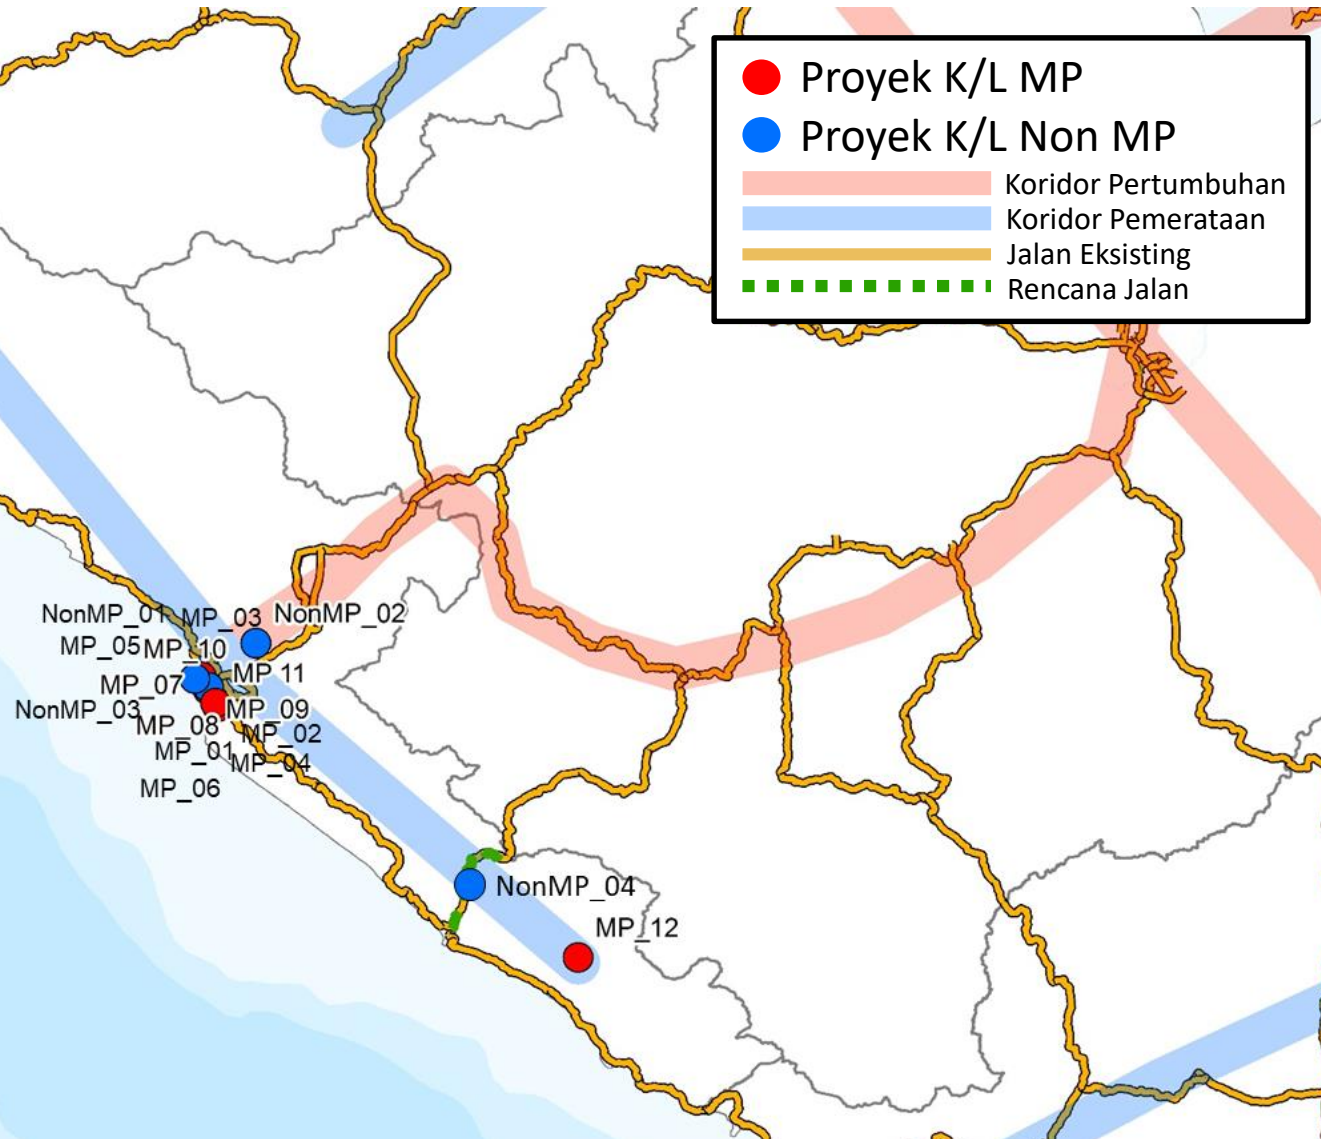 Proyek K/L MP
Proyek K/L Non MP
Koridor Pertumbuhan
Koridor Pemerataan
Jalan Eksisting
Rencana Jalan
NonMP_01
MP_03
NonMP_02
MP_05
MP_10
MP 11
MP_07
NonMP_03
MP_09
MP_08
MP_02
MP_01
MP_04
MP_06
NonMP_04
MP_12